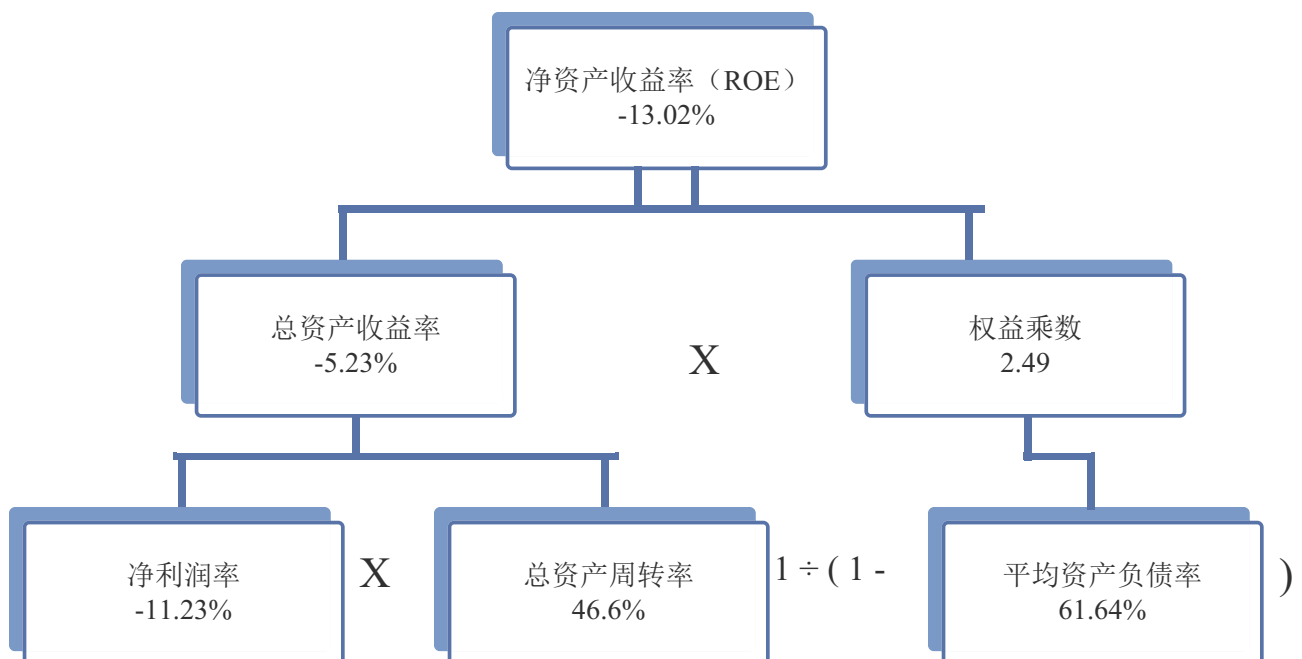 净资产收益率（ROE）
-13.02%
总资产收益率
-5.23%
X
权益乘数
2.49
净利润率
-11.23%
X
总资产周转率
46.6%
1 ÷ ( 1 -
平均资产负债率
61.64%
)